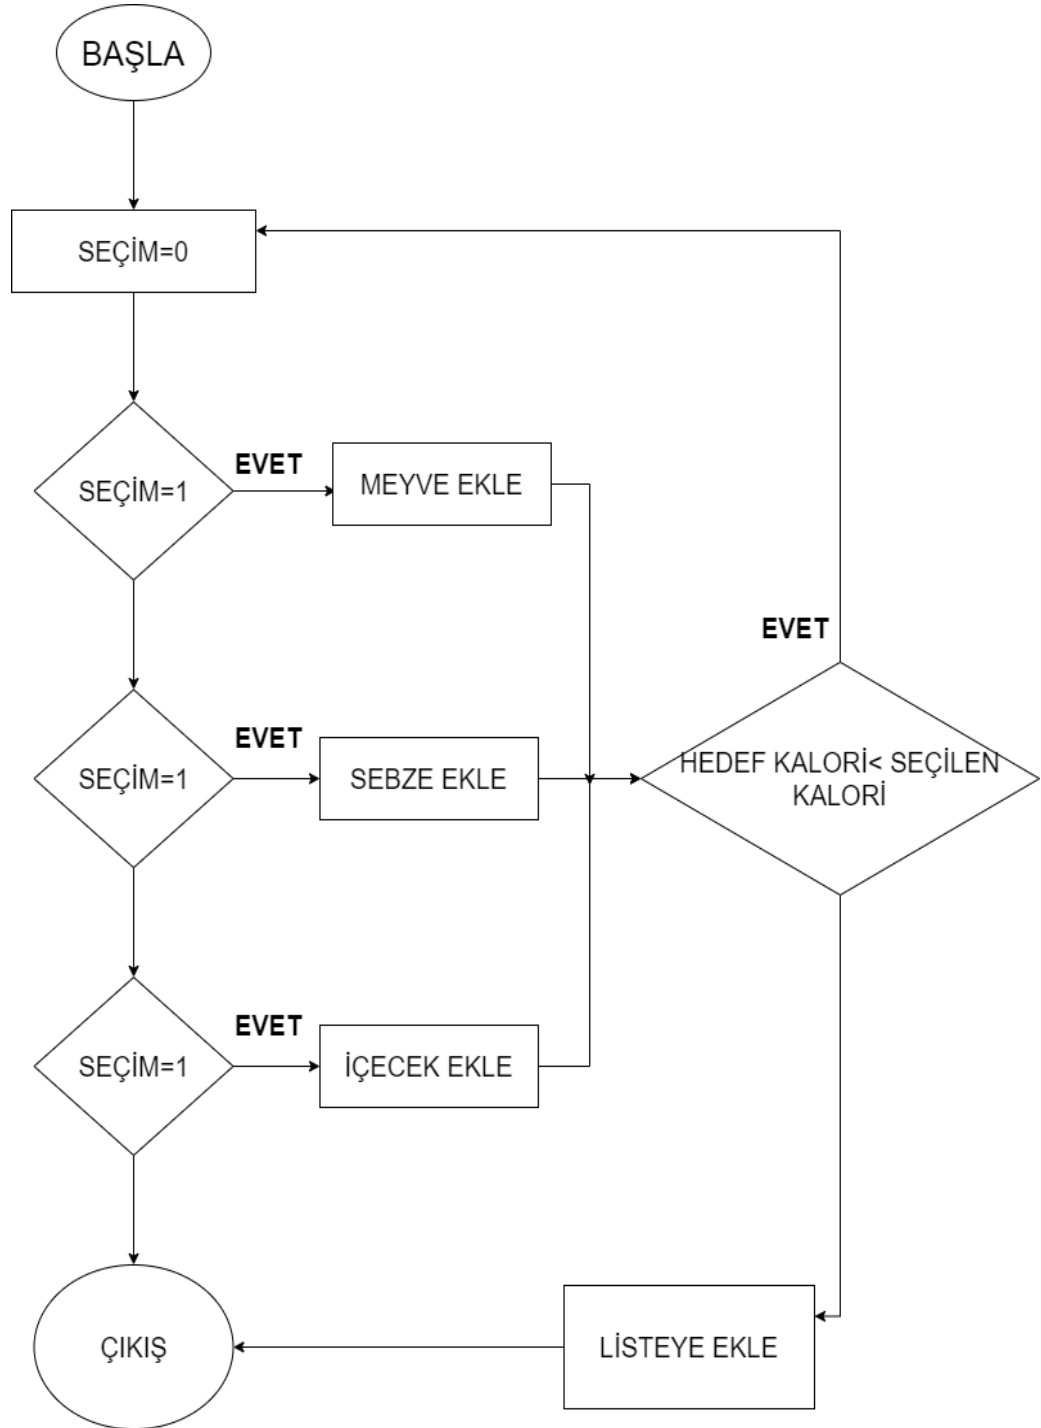 BAŞLA
SEÇİM=0
SEÇİM=1
EVET
MEYVE EKLE
SEÇİM=1
EVET
SEBZE EKLE
EVET
HEDEF KALORİ< SEÇİLEN
KALORİ
SEÇİM=1
EVET
İÇECEK EKLE
ÇIKIŞ
LİSTEYE EKLE